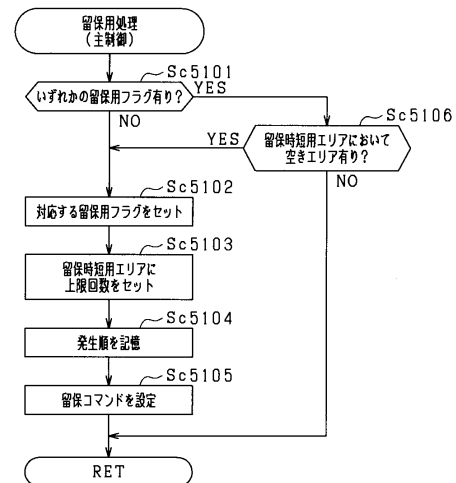 留保用処理
(主制御)
Sc5101
いずれかの留保用フラグ有り?
YES
NO
Sc5106
留保時短用エリアにおいて
空きエリア有り?
YES
NO
Sc5102
対応する留保用フラグをセット
Sc5103
留保時短用エリアに
上限回数をセット
Sc5104
発生順を記憶
Sc5105
留保コマンドを設定
RET